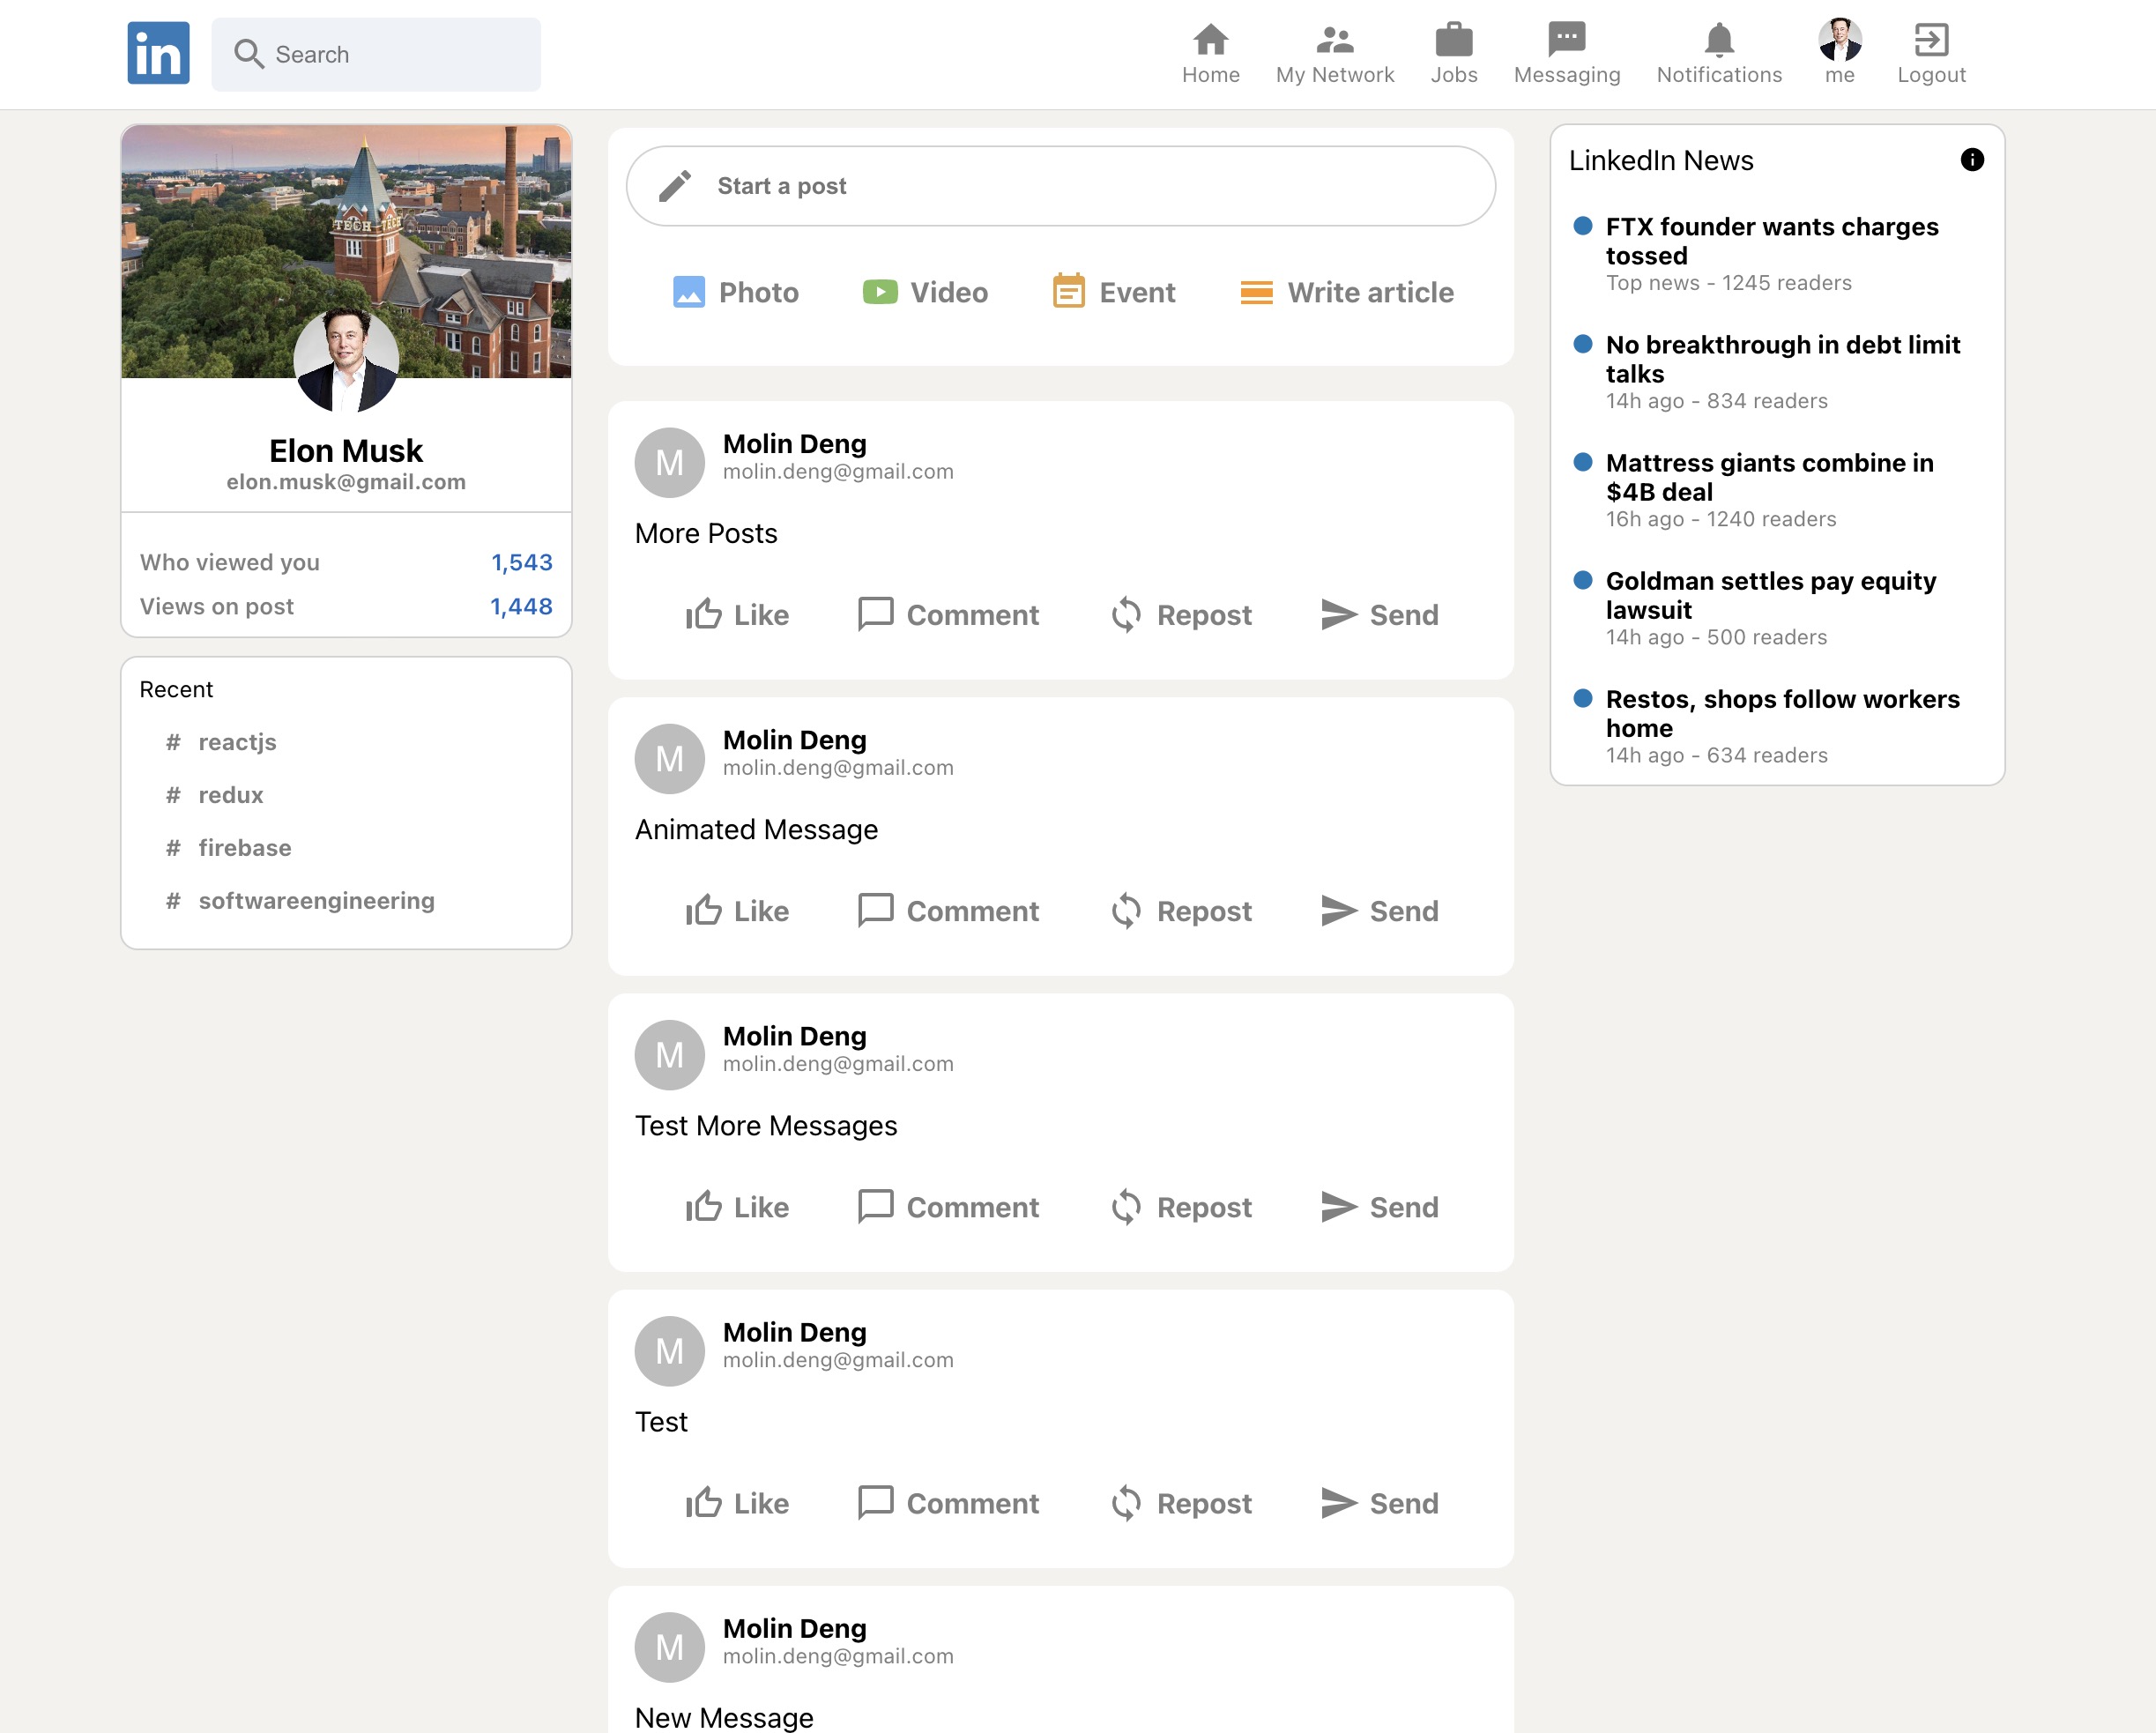 in
Search
Home
My Network
Jobs
Messaging
Notifications
me
Logout
TECH TECH
Elon Musk
elon.musk@gmail.com
Who viewed you 1,543
Views on post 1,448
Recent
# reactjs
# redux
# firebase
# softwareengineering
Start a post
Photo
Video
Event
Write article
M
Molin Deng
molin.deng@gmail.com
More Posts
Like
Comment
Repost
Send
M
Molin Deng
molin.deng@gmail.com
Animated Message
Like
Comment
Repost
Send
M
Molin Deng
molin.deng@gmail.com
Test More Messages
Like
Comment
Repost
Send
M
Molin Deng
molin.deng@gmail.com
Test
Like
Comment
Repost
Send
M
Molin Deng
molin.deng@gmail.com
New Message
LinkedIn News
FTX founder wants charges
tossed
Top news - 1245 readers
No breakthrough in debt limit
talks
14h ago - 834 readers
Mattress giants combine in
$4B deal
16h ago - 1240 readers
Goldman settles pay equity
lawsuit
14h ago - 500 readers
Restos, shops follow workers
home
14h ago - 634 readers